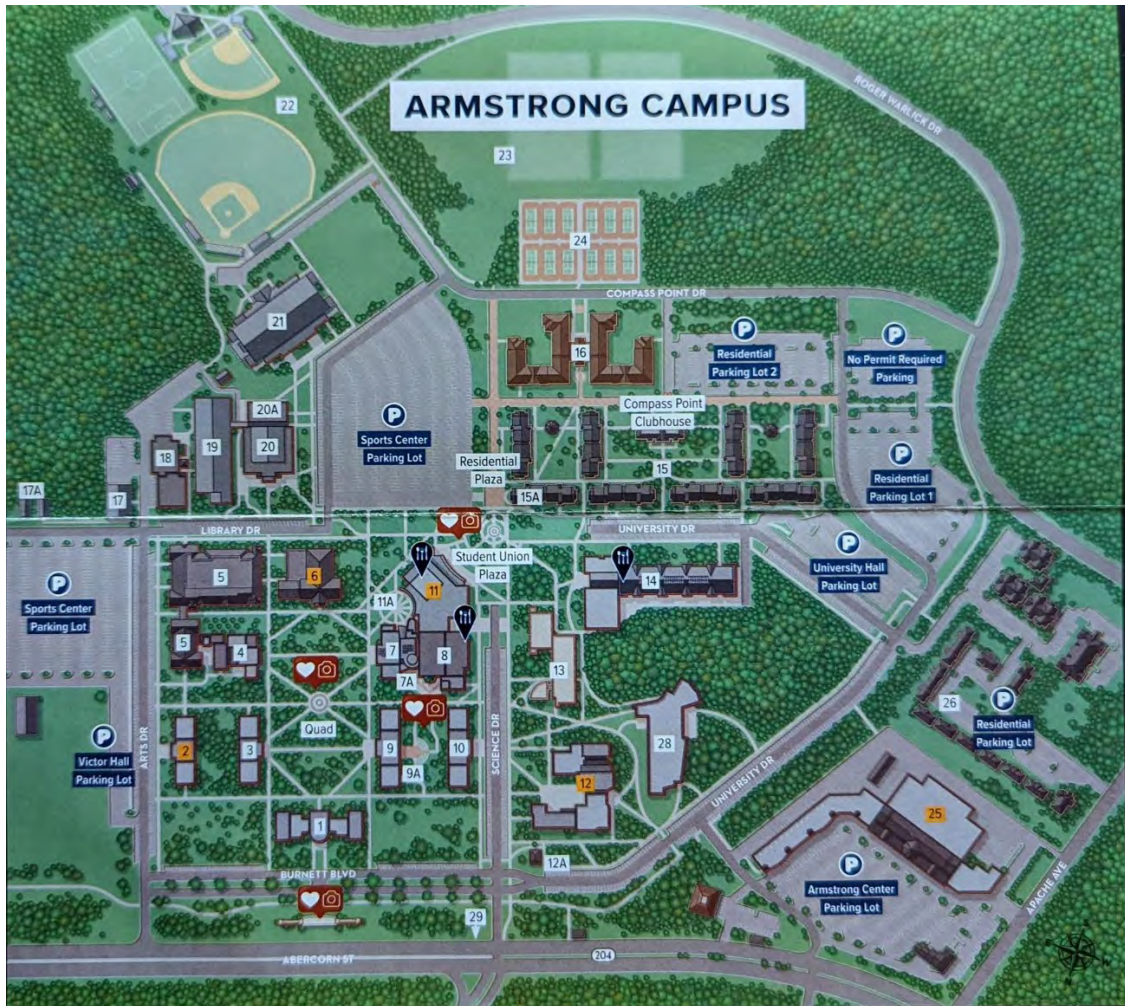 ARMSTRONG CAMPUS
ROGER WARLICK DR
22
23
24
COMPASS POINT DR
21
16
P
Residential
Parking Lot 2
P
No Permit Required
Parking
20A
P
Sports Center
Parking Lot
Compass Point
Clubhouse
19
20
18
Residential
Plaza
15
P
Residential
Parking Lot 1
17A
17
15A
LIBRARY DR
UNIVERSITY DR
Student Union
Plaza
P
University Hall
Parking Lot
5
6
11
14
P
Sports Center
Parking Lot
11A
5
4
7
8
13
7A
26
P
Residential
Parking Lot
Quad
P
Victor Hall
Parking Lot
ARTS DR
2
3
9
10
9A
SCIENCE DR
28
12
UNIVERSITY DR
25
1
12A
BURNETT BLVD
P
Armstrong Center
Parking Lot
APACHE AVE
29
ABERCORN ST
204